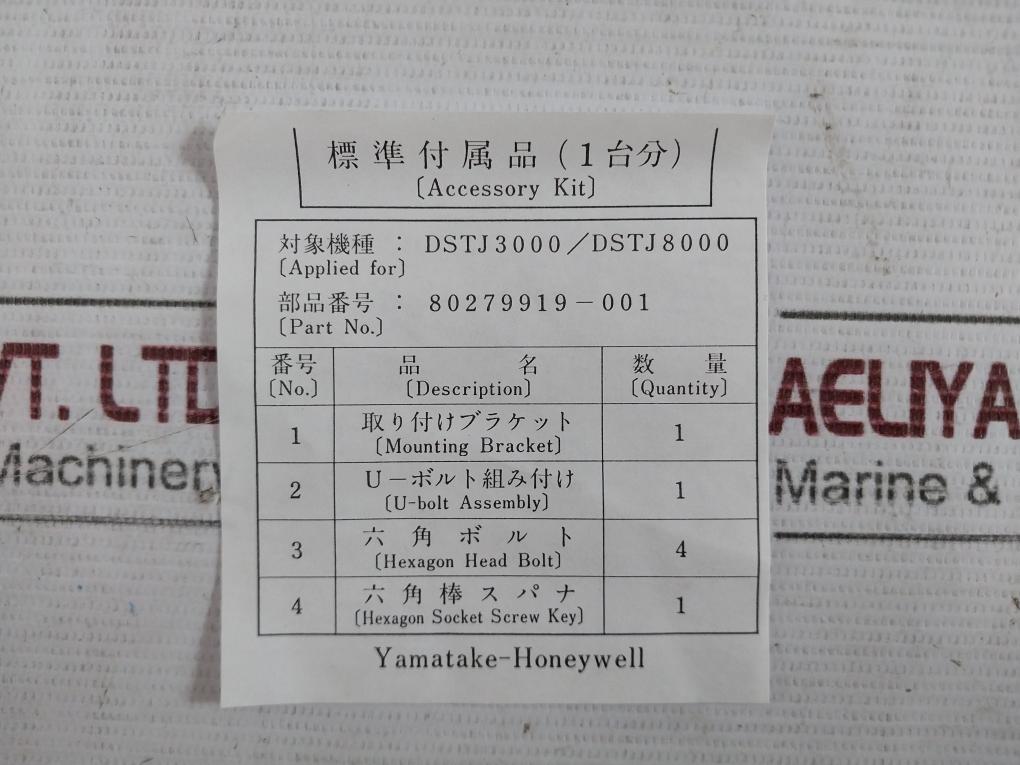 標準付属品(1台分)
〔Accessory Kit〕
対象機種 : DSTJ3000/DSTJ8000
〔Applied for〕
部品番号 : 80279919-001
〔Part No.〕
番号 品名 数量
〔No.〕 〔Description〕 〔Quantity〕
1 取り付けブラケット 1
〔Mounting Bracket〕
2 U-ボルト組み付け 1
〔U-bolt Assembly〕
3 六角ボルト 4
〔Hexagon Head Bolt〕
4 六角棒スパナ 1
〔Hexagon Socket Screw Key〕
Yamatake-Honeywell
VT. LTD
Machinery
AELIYA
Marine &